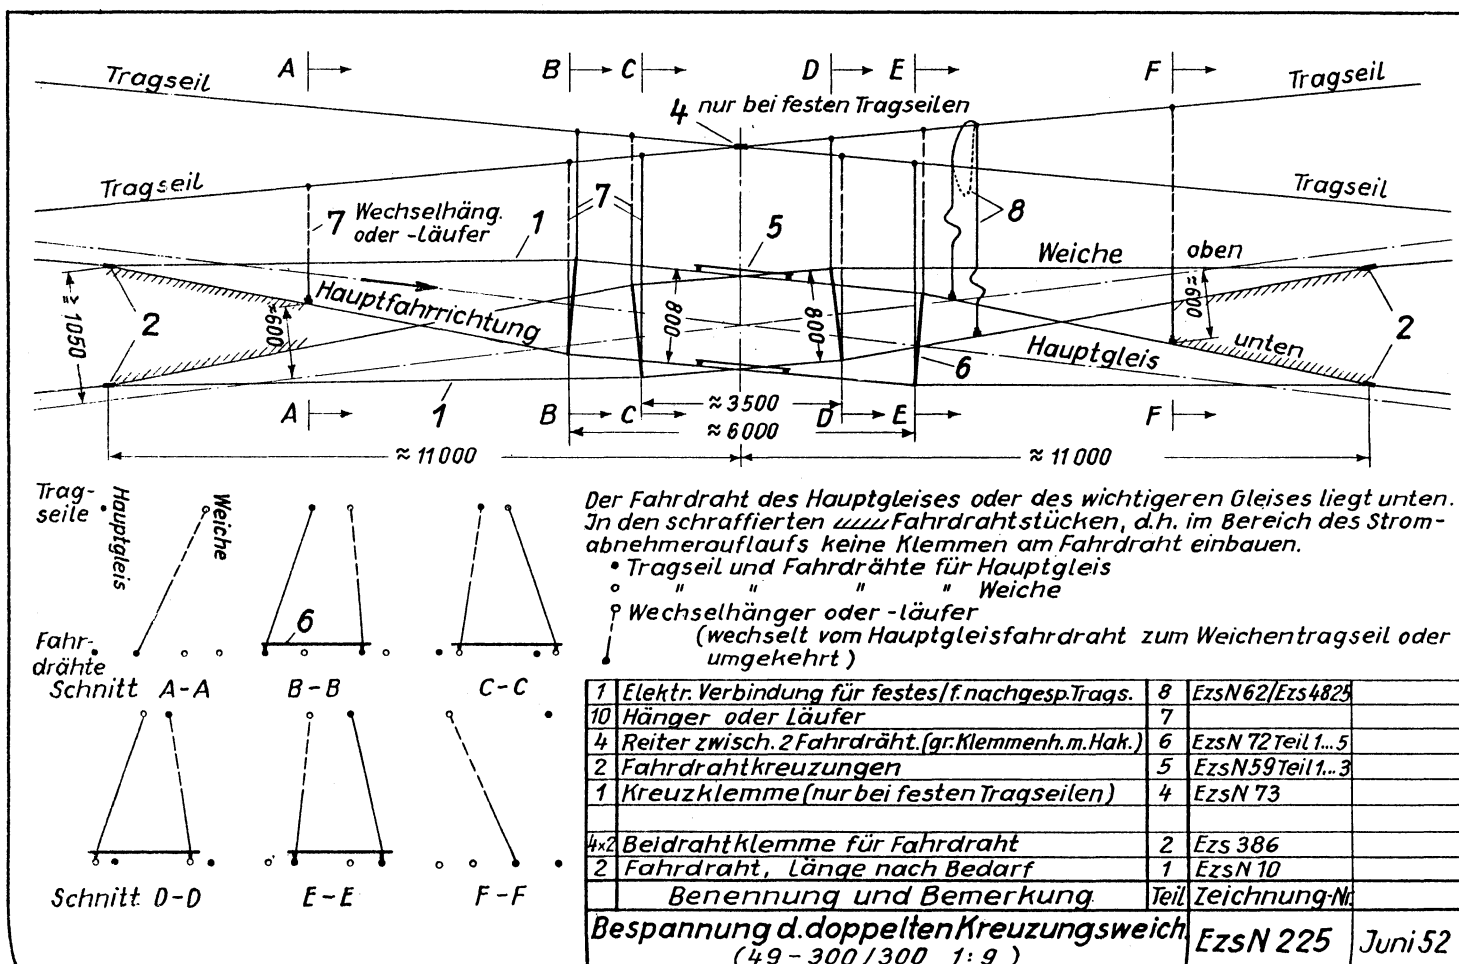 A B C D E F
Tragseil
4 nur bei festen Tragseilen
Tragseil
Tragseil
7 Wechselhäng.
oder -läufer
1
7
5
8
Tragseil
Weiche
oben
≈ 1050
2
≈600
Hauptfahrrichtung
800
800
≈600
2
Hauptgleis
unten
6
1
A B C D E F
≈ 3500
≈ 6000
≈ 11000
≈ 11000
Trag-
seile
Hauptgleis
Weiche
6
Fahr-
drähte
Schnitt A-A B-B C-C
Schnitt D-D E-E F-F
Der Fahrdraht des Hauptgleises oder des wichtigeren Gleises liegt unten.
In den schraffierten Fahrdrahtstücken, d.h. im Bereich des Strom-
abnehmerauflaufs keine Klemmen am Fahrdraht einbauen.
• Tragseil und Fahrdrähte für Hauptgleis
○ " " " " Weiche
Wechselhänger oder -läufer
(wechselt vom Hauptgleisfahrdraht zum Weichentragseil oder
umgekehrt)
1 Elektr. Verbindung für festes/f. nachgesp. Trags. 8 EzsN62/Ezs4825
10 Hänger oder Läufer 7
4 Reiter zwisch. 2 Fahrdräht. (gr. Klemmenh. m. Hak.) 6 EzsN 72 Teil 1...5
2 Fahrdrahtkreuzungen 5 EzsN59 Teil 1...3
1 Kreuzklemme (nur bei festen Tragseilen) 4 EzsN 73
4×2 Beidrahtklemme für Fahrdraht 2 Ezs 386
2 Fahrdraht, Länge nach Bedarf 1 EzsN 10
Benennung und Bemerkung Teil Zeichnung-Nr.
Bespannung d. doppelten Kreuzungsweich. EzsN 225 Juni 52
(49-300/300 1:9)